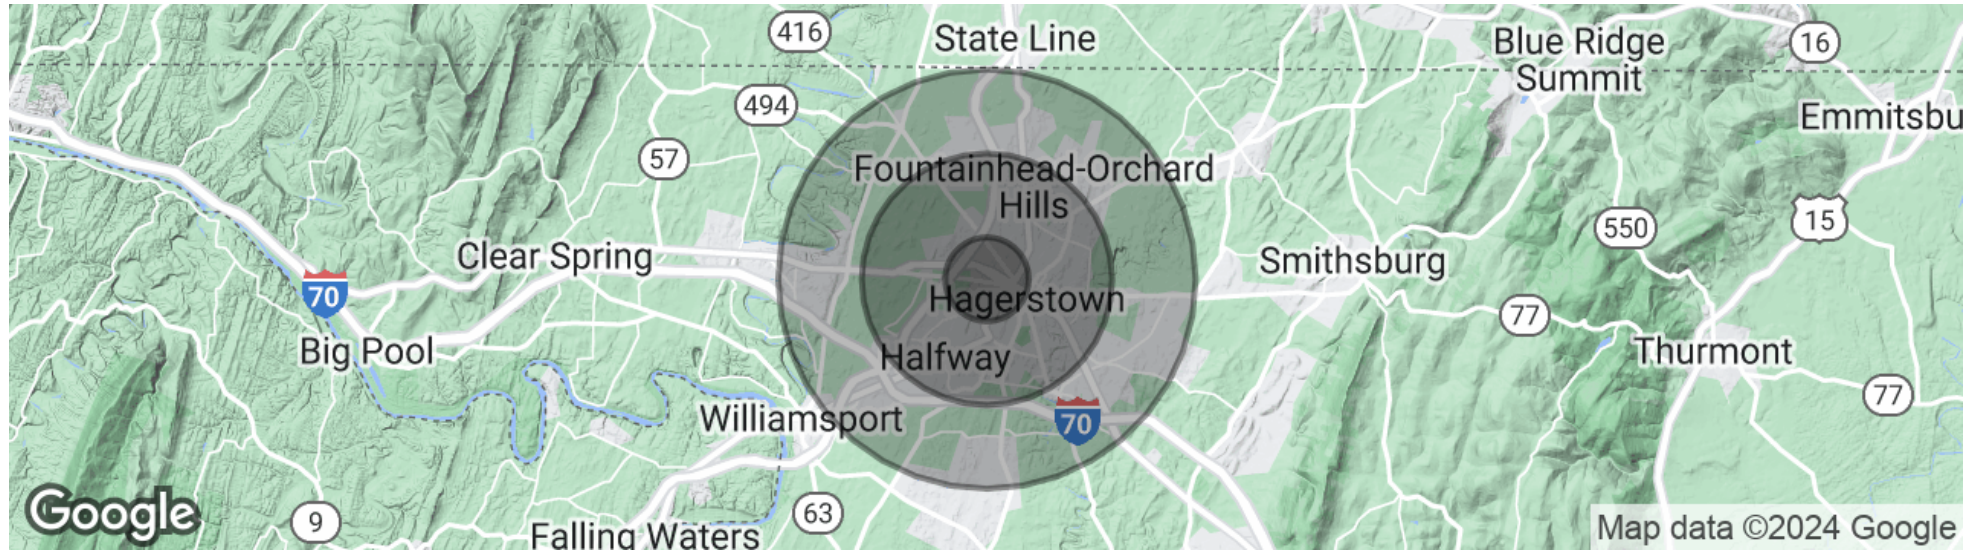 416
State Line
Blue Ridge
Summit
16
494
Emmitsbu
57
Fountainhead-Orchard
Hills
550
15
Clear Spring
Smithsburg
70
Hagerstown
77
Big Pool
Halfway
Thurmont
77
Williamsport
70
Google
9
63
Falling Waters
Map data ©2024 Google